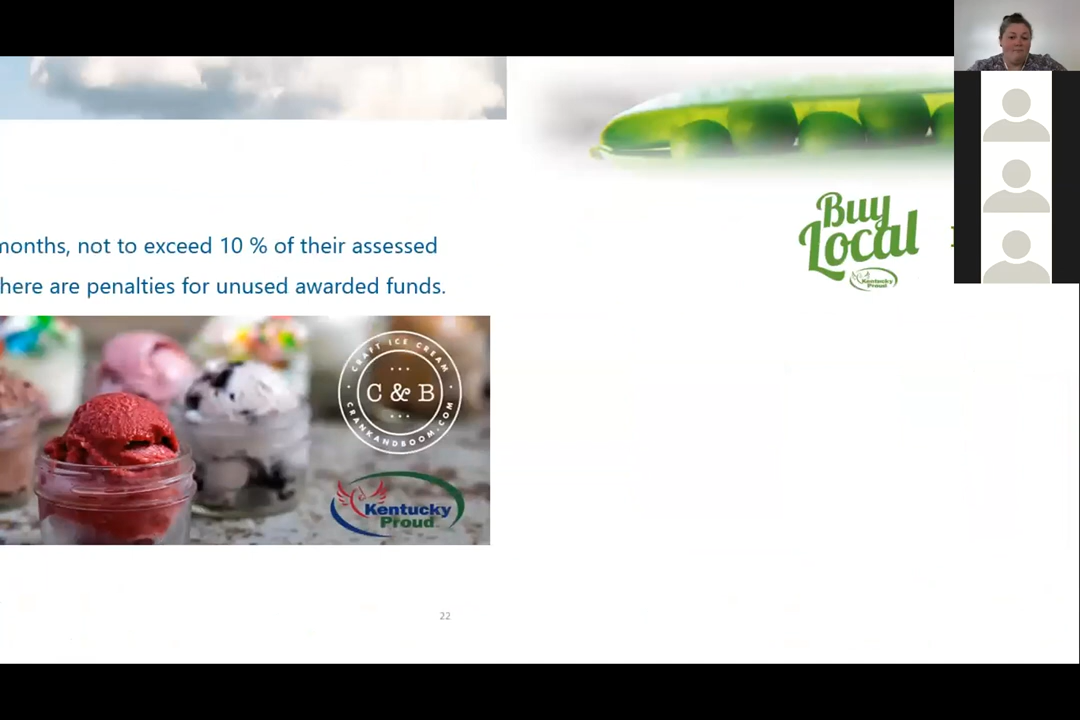 months, not to exceed 10 % of their assessed
here are penalties for unused awarded funds.
CRAFT ICE CREAM
C & B
CRANKANDBOOM.COM
Kentucky
Proud
22
Buy
Local
Kentucky
Proud